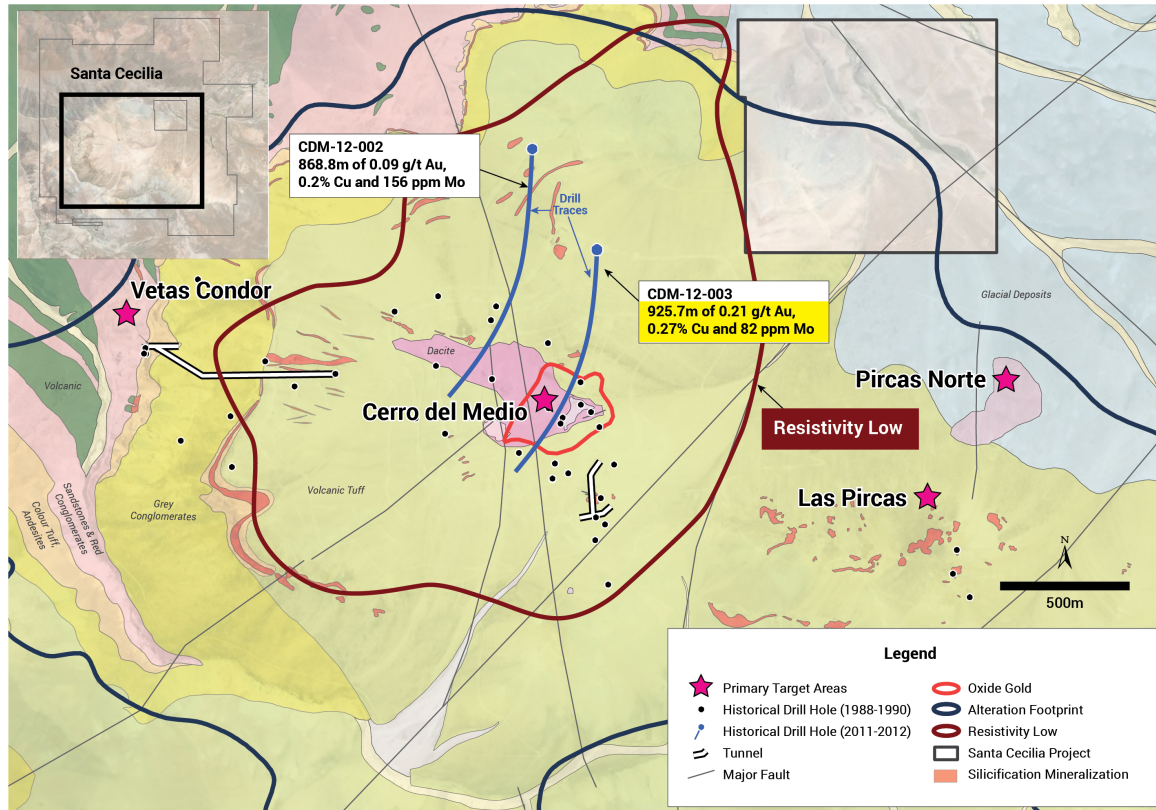 Santa Cecilia
CDM-12-002
868.8m of 0.09 g/t Au,
0.2% Cu and 156 ppm Mo
Drill
Traces
CDM-12-003
925.7m of 0.21 g/t Au,
0.27% Cu and 82 ppm Mo
Glacial Deposits
Vetas Condor
Volcanic
Dacite
Cerro del Medio
Pircas Norte
Resistivity Low
Las Pircas
Volcanic Tuff
Grey
Conglomerates
Sandstones & Red
Conglomerates
Colour Tuff,
Andesites
N
500m
Legend
Primary Target Areas
Historical Drill Hole (1988-1990)
Historical Drill Hole (2011-2012)
Tunnel
Major Fault
Oxide Gold
Alteration Footprint
Resistivity Low
Santa Cecilia Project
Silicification Mineralization